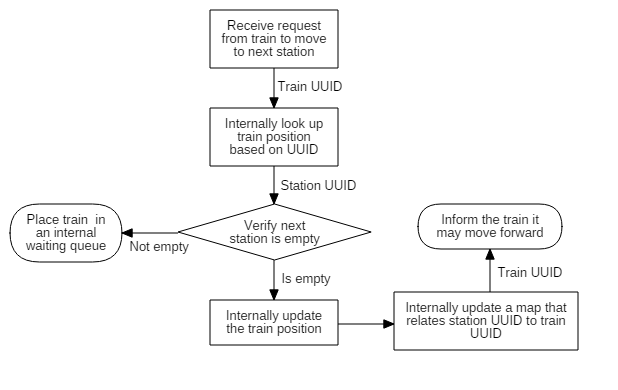 Receive request
from train to move
to next station
Train UUID
Internally look up
train position
based on UUID
Station UUID
Place train in
an internal
waiting queue
Not empty
Verify next
station is empty
Inform the train it
may move forward
Is empty
Train UUID
Internally update
the train position
Internally update a map that
relates station UUID to train
UUID